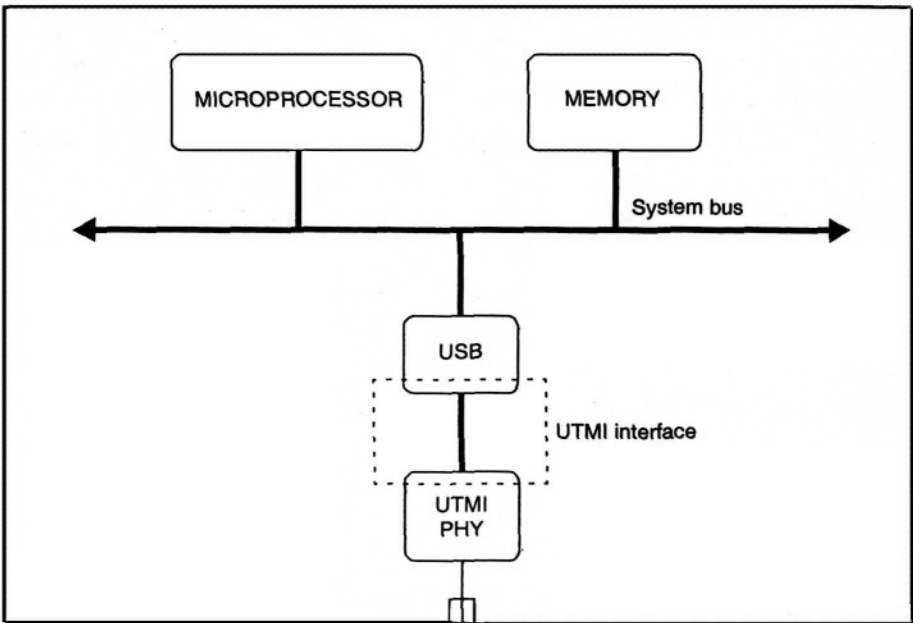 MICROPROCESSOR
MEMORY
System bus
USB
UTMI interface
UTMI
PHY